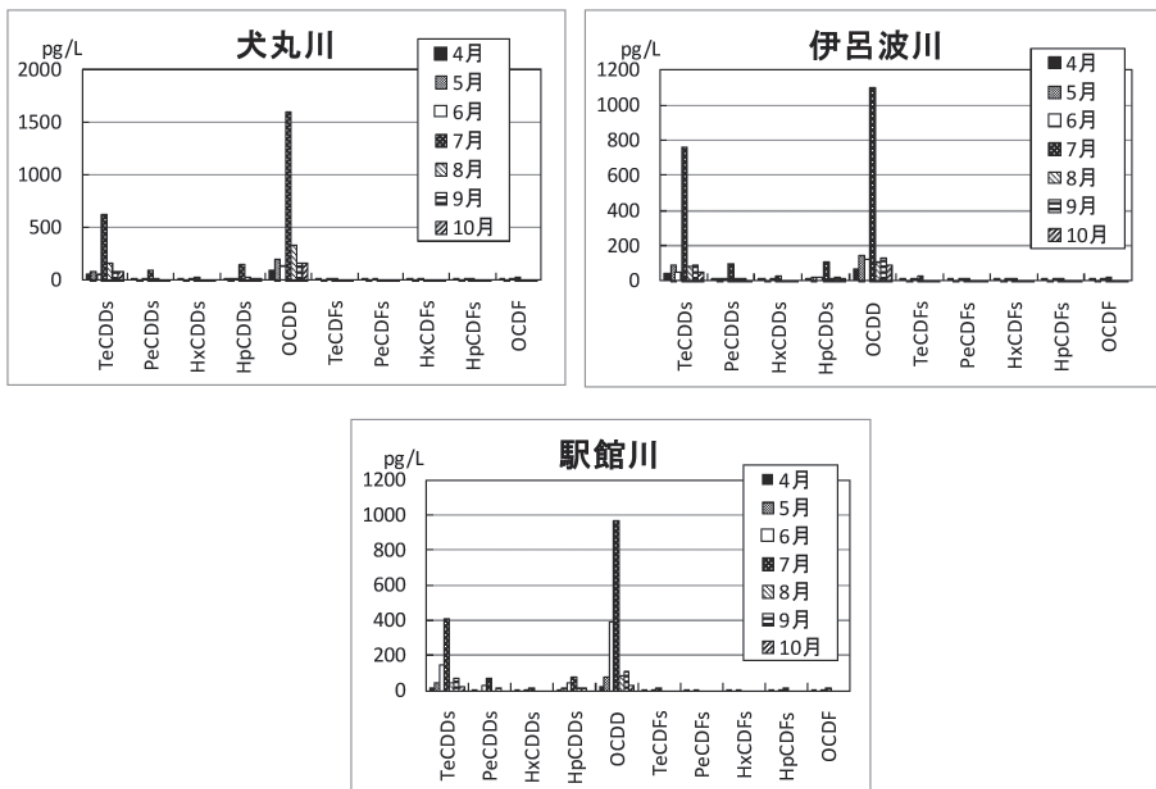 犬丸川
pg/L
2000
1500
1000
500
0
4月
5月
6月
7月
8月
9月
10月
TeCDDs
PeCDDs
HxCDDs
HpCDDs
OCDD
TeCDFs
PeCDFs
HxCDFs
HpCDFs
OCDF
伊呂波川
pg/L
1200
1000
800
600
400
200
0
4月
5月
6月
7月
8月
9月
10月
TeCDDs
PeCDDs
HxCDDs
HpCDDs
OCDD
TeCDFs
PeCDFs
HxCDFs
HpCDFs
OCDF
駅館川
pg/L
1200
1000
800
600
400
200
0
4月
5月
6月
7月
8月
9月
10月
TeCDDs
PeCDDs
HxCDDs
HpCDDs
OCDD
TeCDFs
PeCDFs
HxCDFs
HpCDFs
OCDF